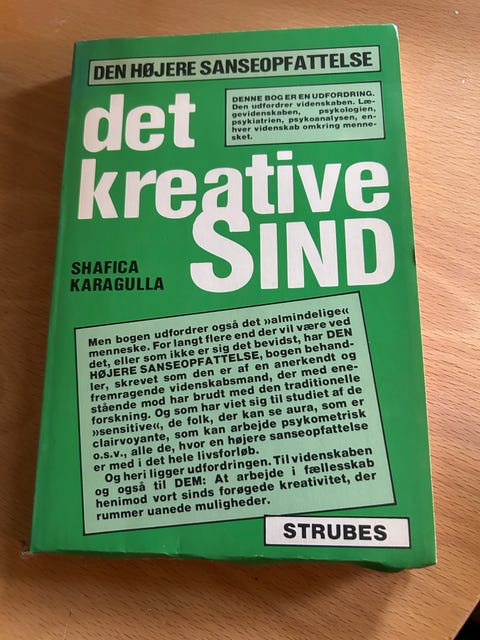 DEN HØJERE SANSEOPFATTELSE
det
kreative
SIND
DENNE BOG ER EN UDFORDRING.
Den udfordrer videnskaben. Læ-
gevidenskaben, psykologien,
psykiatrien, psykoanalysen, en-
hver videnskab omkring menne-
sket.
SHAFICA
KARAGULLA
Men bogen udfordrer også det »almindelige«
menneske. For langt flere end der vil være ved
det, eller som ikke er sig det bevidst, har DEN
HØJERE SANSEOPFATTELSE, bogen behand-
ler, skrevet som den er af en anerkendt og
fremragende videnskabsmand, der med ene-
stående mod har brudt med den traditionelle
forskning. Og som har viet sig til studiet af de
»sensitive«, de folk, der kan se aura, som er
clairvoyante, som kan arbejde psykometrisk
o.s.v., alle de, hvor en højere sanseopfattelse
er med i det hele livsforløb.
Og heri ligger udfordringen. Til videnskaben
og også til DEM: At arbejde i fællesskab
henimod vort sinds forøgede kreativitet, der
rummer uanede muligheder.
STRUBES